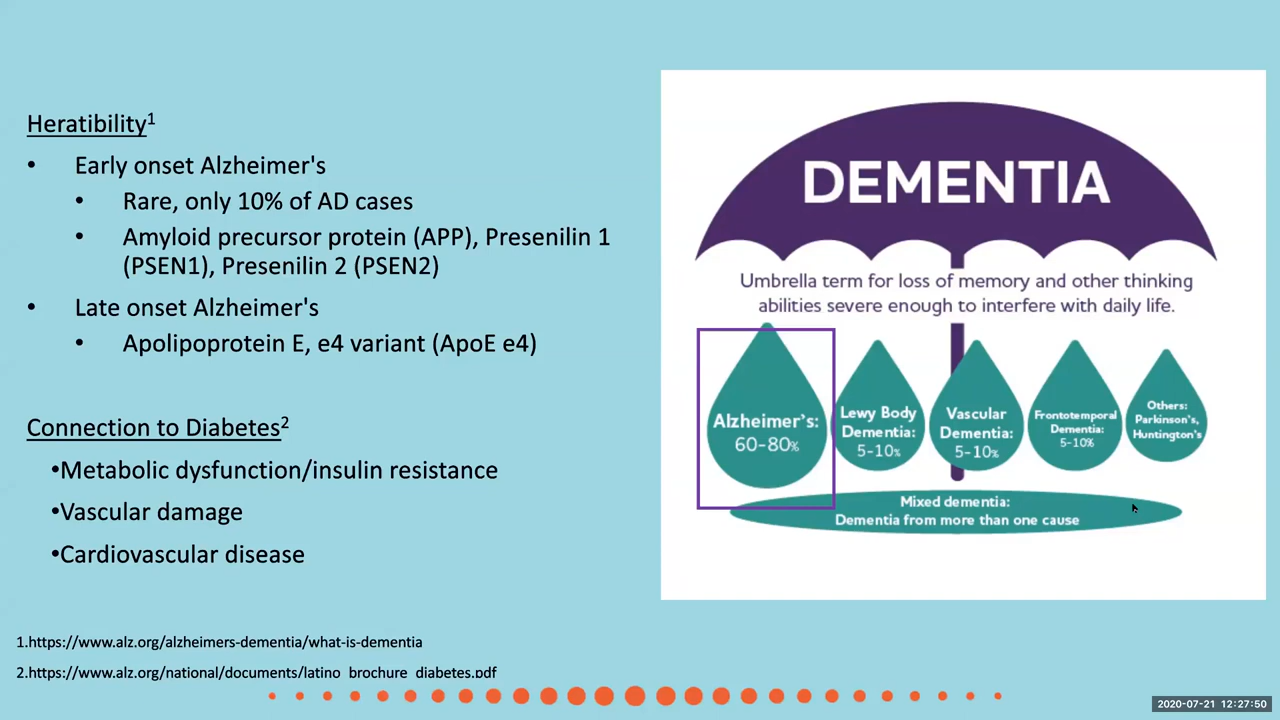 Heratibility1
• Early onset Alzheimer's
• Rare, only 10% of AD cases
• Amyloid precursor protein (APP), Presenilin 1
(PSEN1), Presenilin 2 (PSEN2)
• Late onset Alzheimer's
• Apolipoprotein E, e4 variant (ApoE e4)
Connection to Diabetes2
•Metabolic dysfunction/insulin resistance
•Vascular damage
•Cardiovascular disease
1.https://www.alz.org/alzheimers-dementia/what-is-dementia
2.https://www.alz.org/national/documents/latino_brochure_diabetes.pdf
DEMENTIA
Umbrella term for loss of memory and other thinking
abilities severe enough to interfere with daily life.
Alzheimer's:
60-80%
Lewy Body
Dementia:
5-10%
Vascular
Dementia:
5-10%
Frontotemporal
Dementia:
5-10%
Others:
Parkinson's,
Huntington's
Mixed dementia:
Dementia from more than one cause
2020-07-21 12:27:50